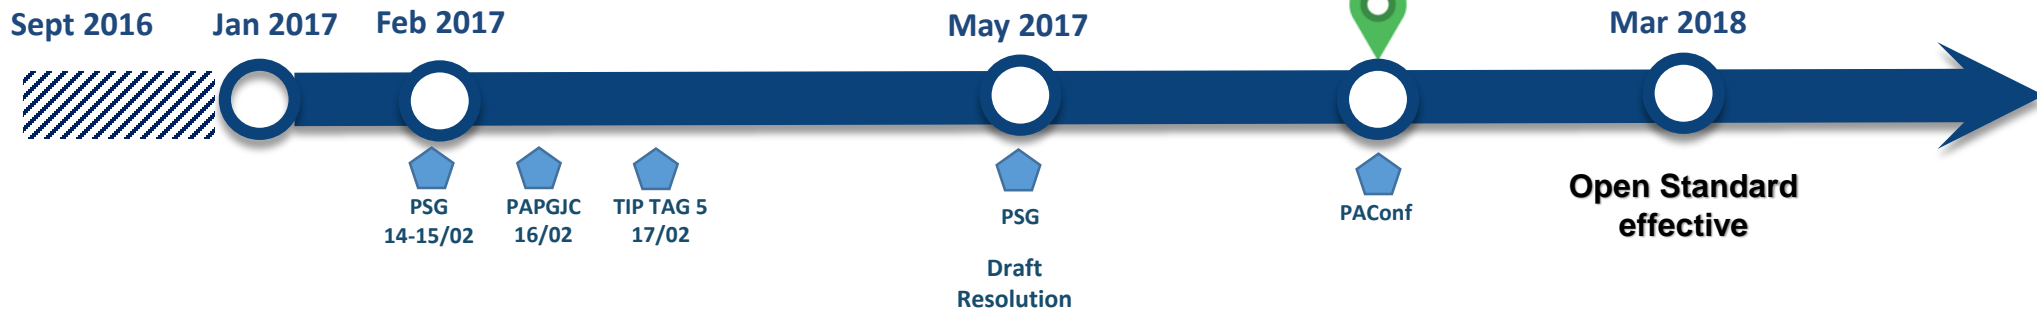 Sept 2016
Jan 2017
Feb 2017
May 2017
Mar 2018
PSG
14-15/02
PAPGJC
16/02
TIP TAG 5
17/02
PSG
Draft
Resolution
PAConf
Open Standard
effective